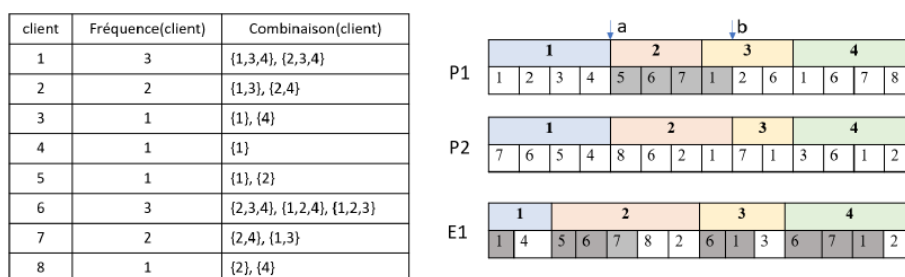 client Fréquence(client) Combinaison(client)
1 3 {1,3,4}, {2,3,4}
2 2 {1,3}, {2,4}
3 1 {1}, {4}
4 1 {1}
5 1 {1}, {2}
6 3 {2,3,4}, {1,2,4}, {1,2,3}
7 2 {2,4}, {1,3}
8 1 {2}, {4}
a b
1 2 3 4
P1 1 2 3 4 5 6 7 1 2 6 1 6 7 8
1 2 3 4
P2 7 6 5 4 8 6 2 1 7 1 3 6 1 2
1 2 3 4
E1 1 4 5 6 7 8 2 6 1 3 6 7 1 2